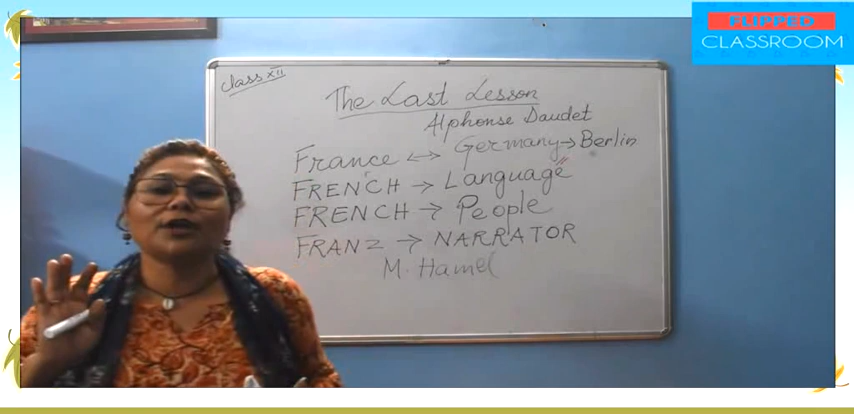 FLIPPED
CLASSROOM
Class XII
The Last Lesson
Alphonse Daudet
France ↔ Germany → Berlin
FRENCH → Language"
FRENCH → People
FRANZ → NARRATOR
M. Hamel